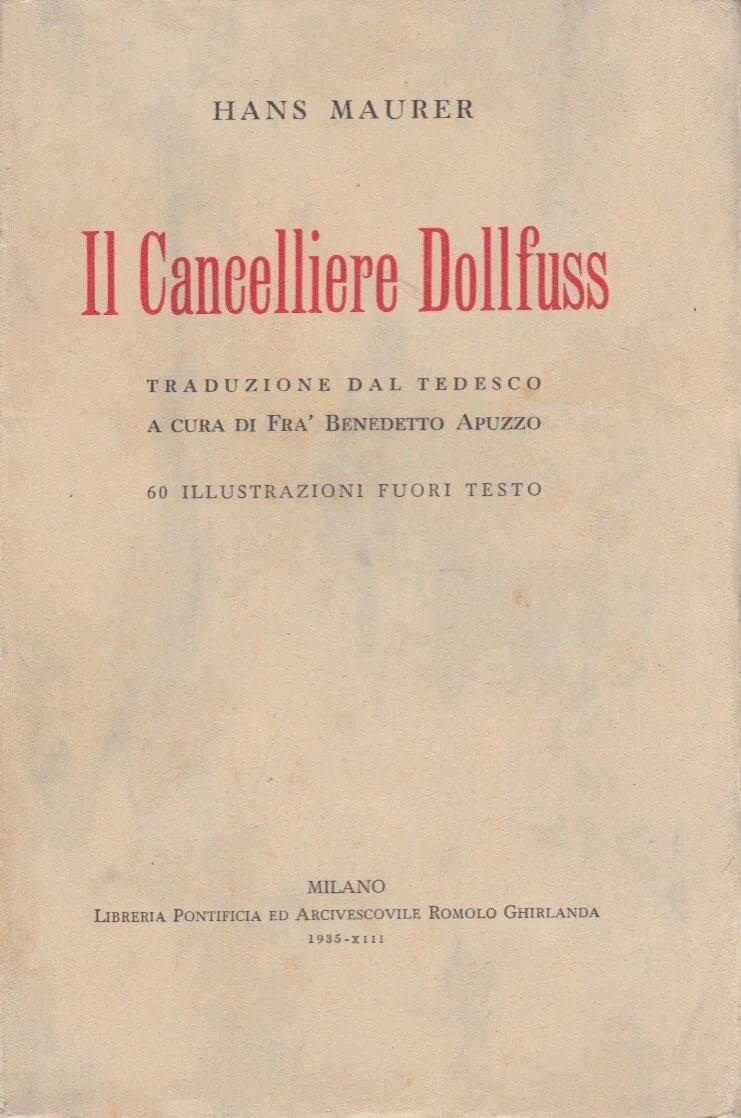 HANS MAURER
Il Cancelliere Dollfuss
TRADUZIONE DAL TEDESCO
A CURA DI FRA' BENEDETTO APUZZO
60 ILLUSTRAZIONI FUORI TESTO
MILANO
LIBRERIA PONTIFICIA ED ARCIVESCOVILE ROMOLO GHIRLANDA
1935-XIII